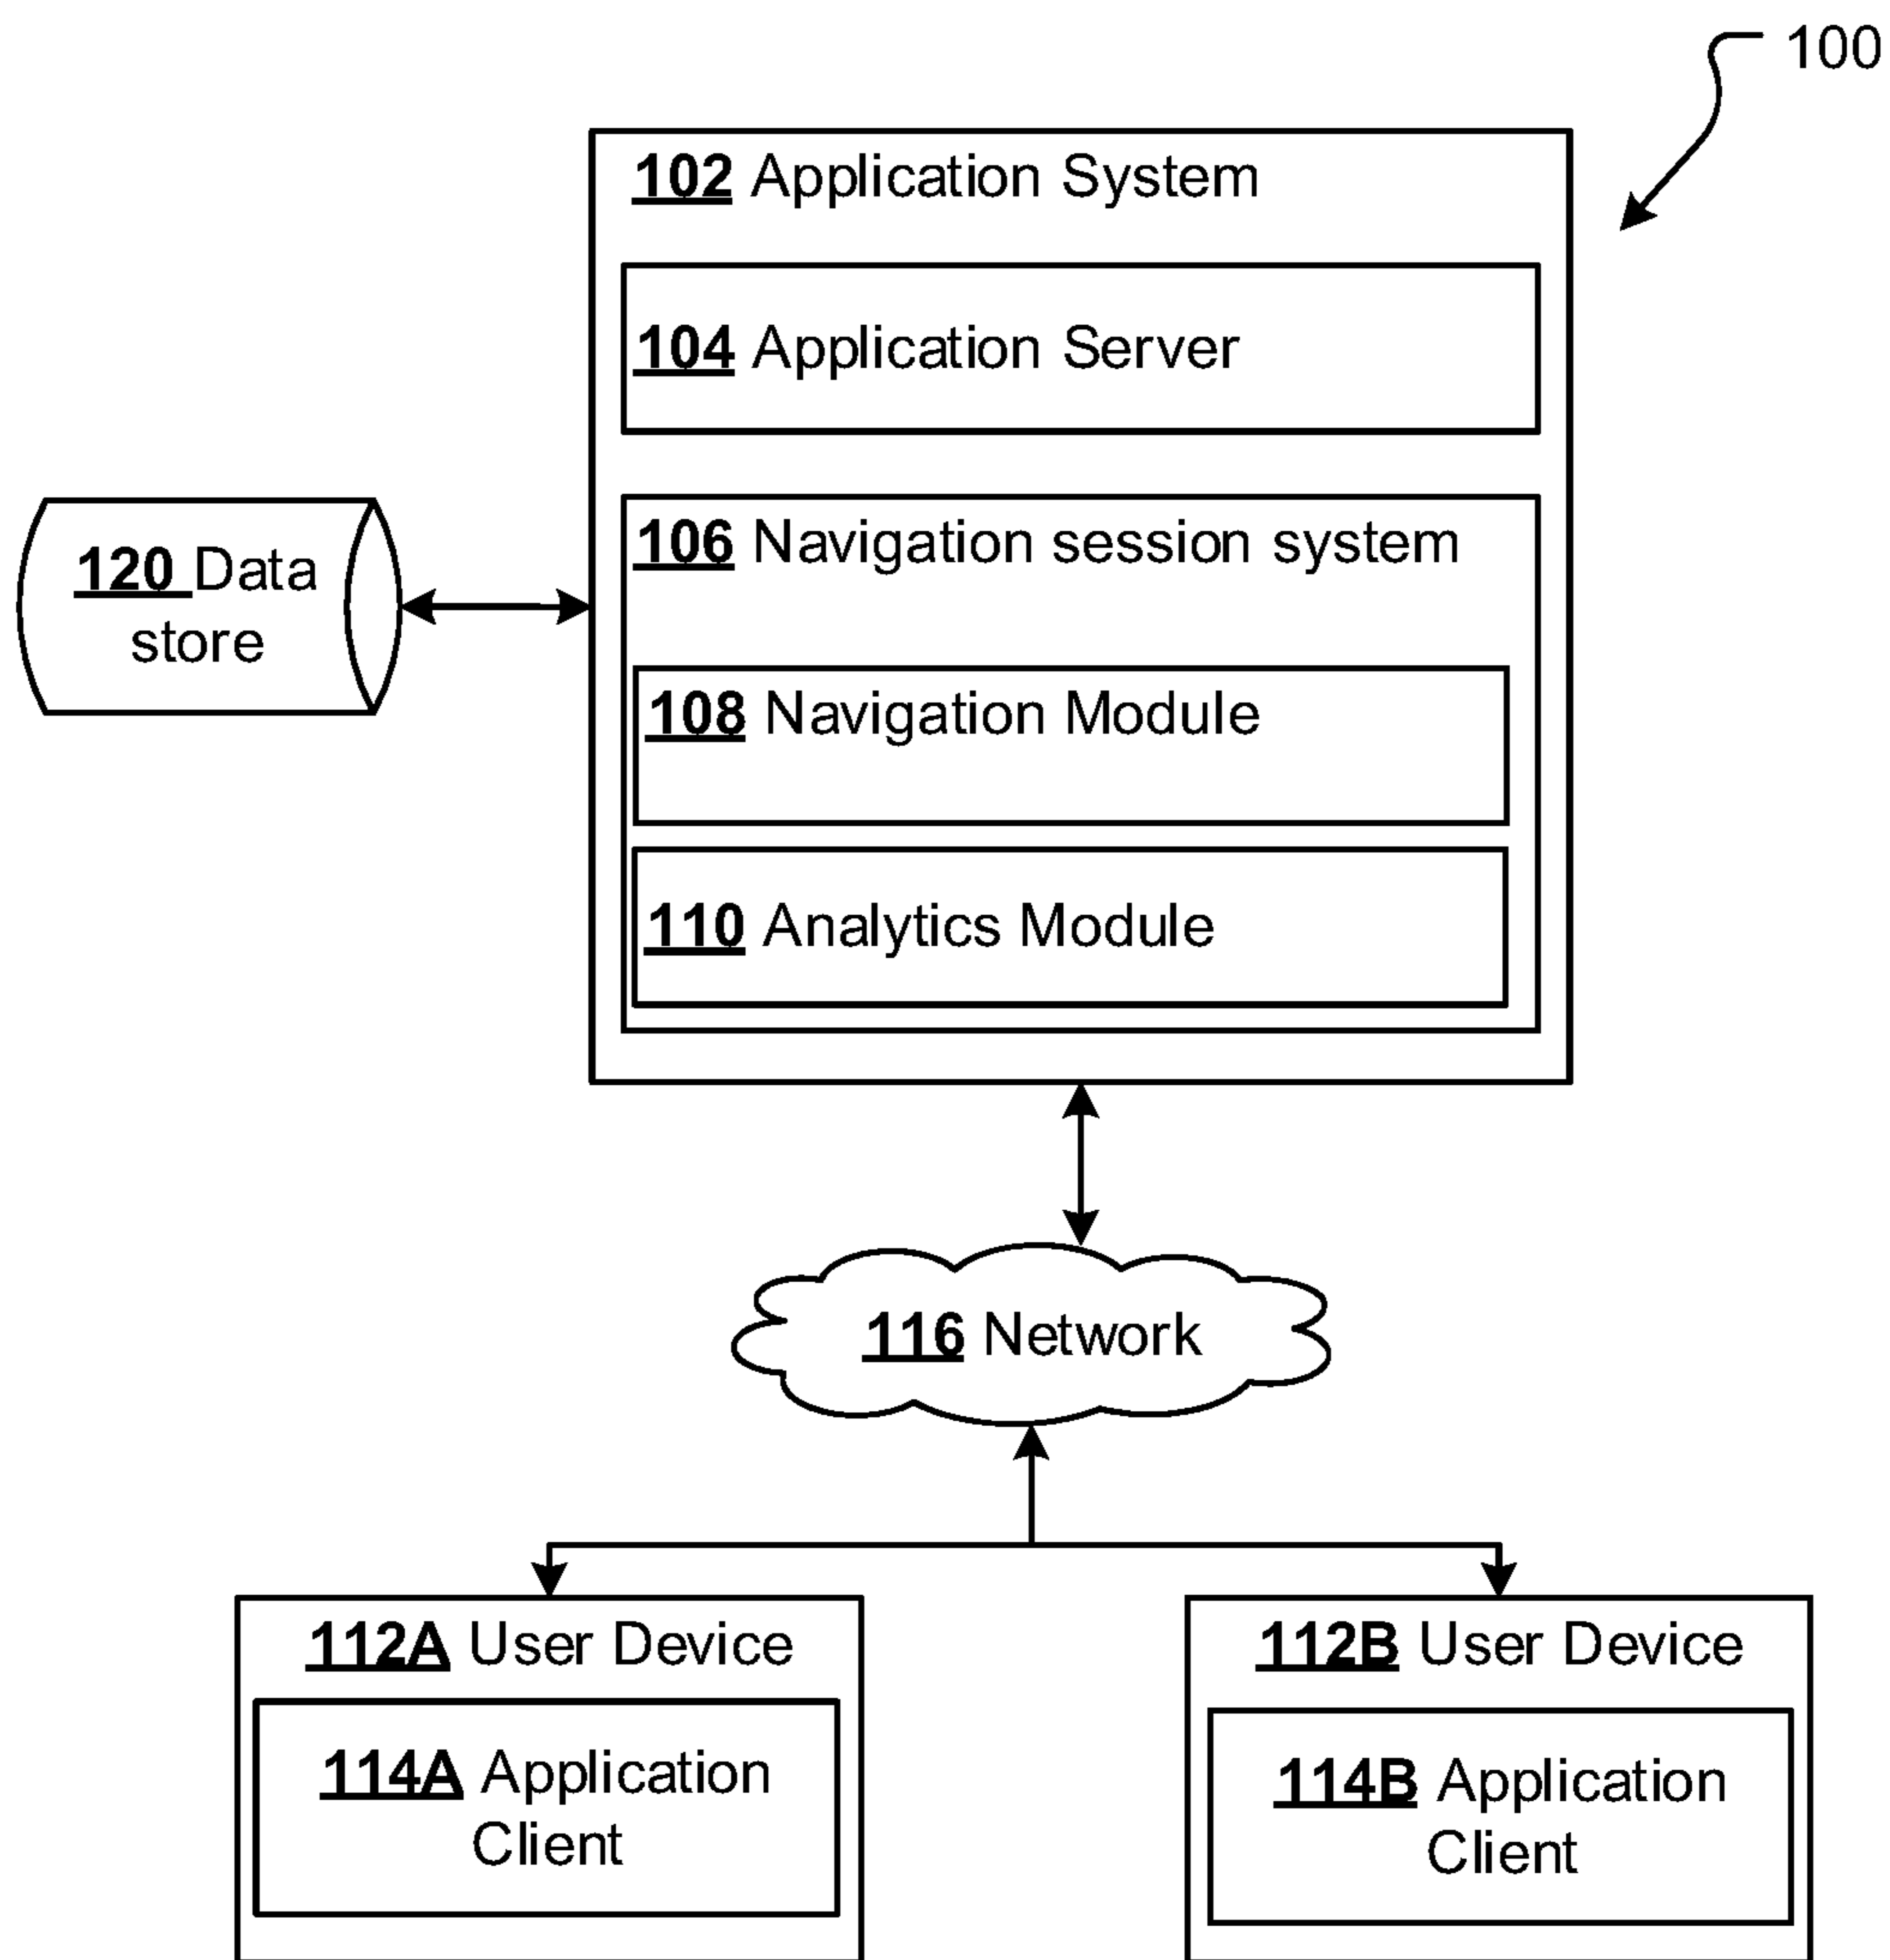 100
102 Application System
104 Application Server
106 Navigation session system
120 Data
store
108 Navigation Module
110 Analytics Module
116 Network
112A User Device
114A Application
Client
112B User Device
114B Application
Client